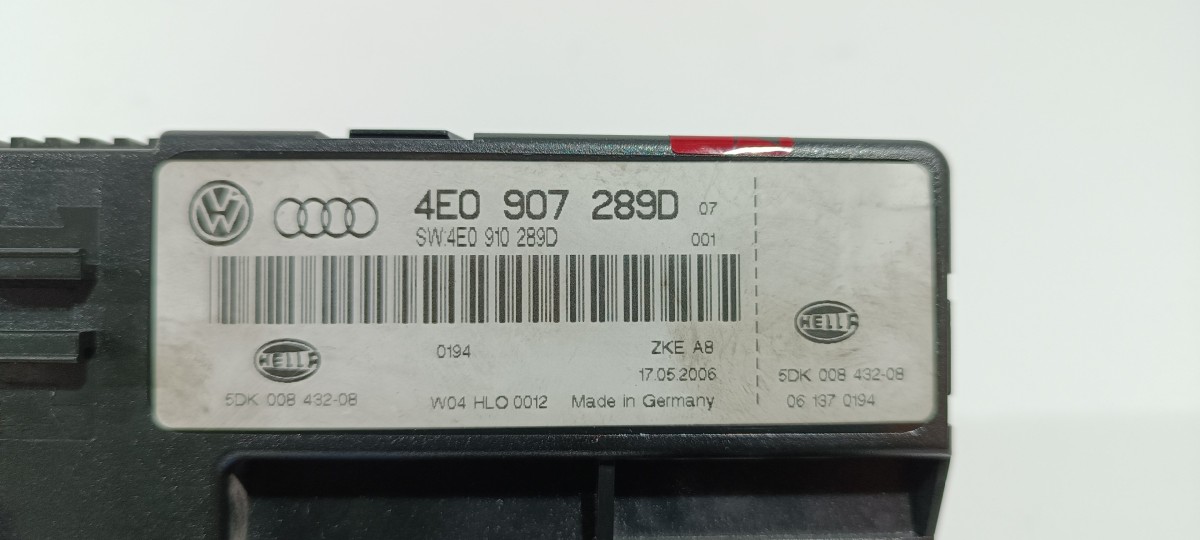 4E0 907 289D 07
SW:4E0 910 289D 001
HELLA
0194 ZKE A8
17.05.2006
5DK 008 432-08 W04 HLO 0012 Made in Germany
HELLA
5DK 008 432-08
06 137 0194